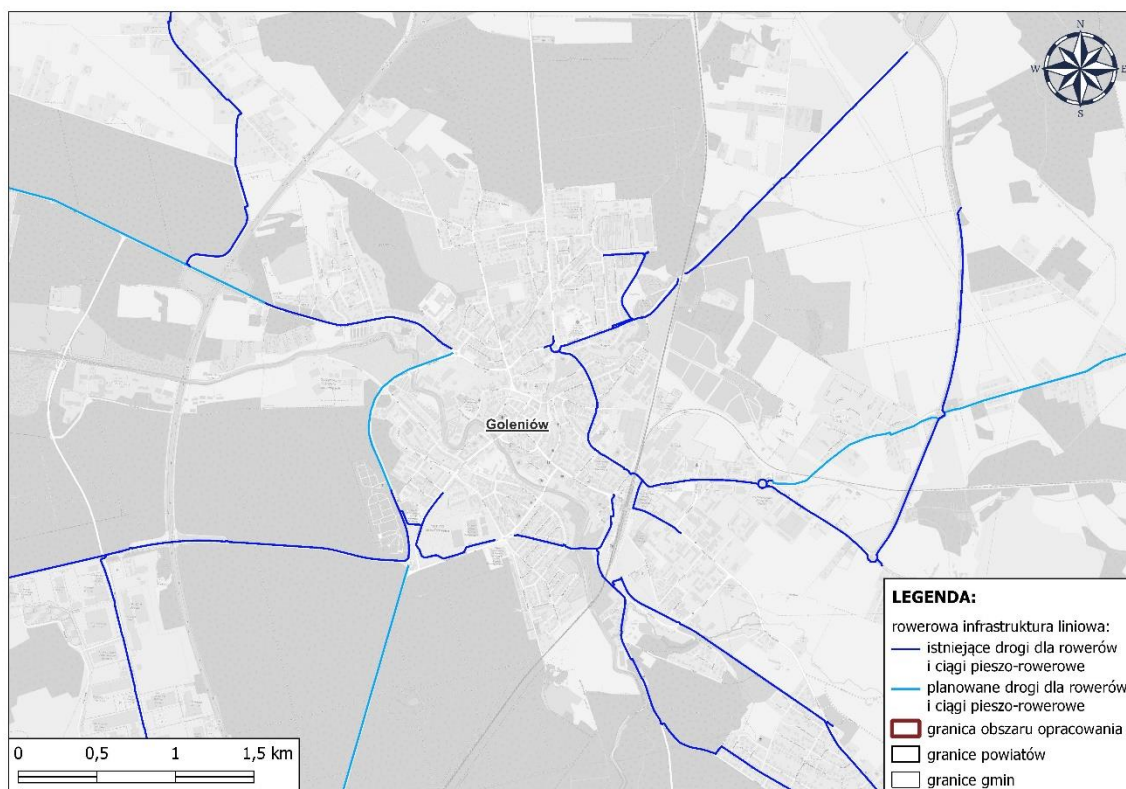 N
W
E
S
Goleniów
LEGENDA:
rowerowa infrastruktura liniowa:
istniejące drogi dla rowerów
i ciągi pieszo-rowerowe
planowane drogi dla rowerów
i ciągi pieszo-rowerowe
granica obszaru opracowania
granice powiatów
granice gmin
0 0,5 1 1,5 km